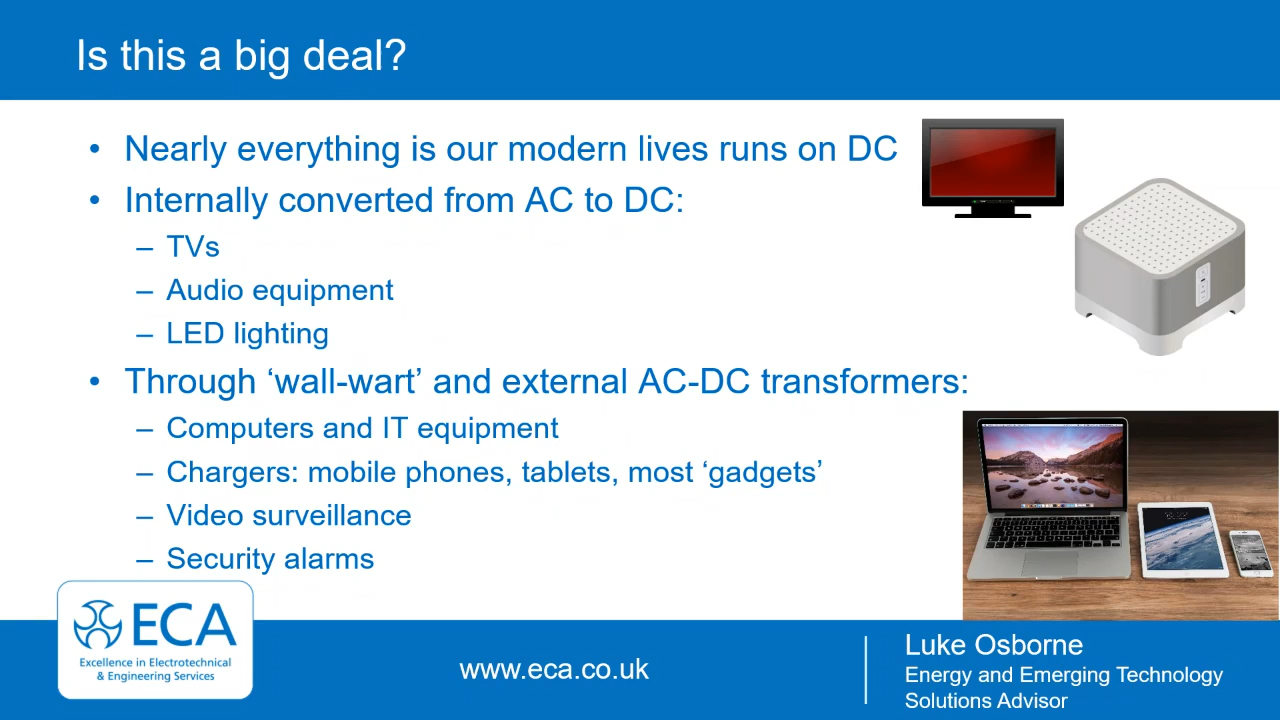 Is this a big deal?
• Nearly everything is our modern lives runs on DC
• Internally converted from AC to DC:
– TVs
– Audio equipment
– LED lighting
• Through ‘wall-wart’ and external AC-DC transformers:
– Computers and IT equipment
– Chargers: mobile phones, tablets, most ‘gadgets’
– Video surveillance
– Security alarms
ECA
Excellence in Electrotechnical
& Engineering Services
www.eca.co.uk
Luke Osborne
Energy and Emerging Technology
Solutions Advisor